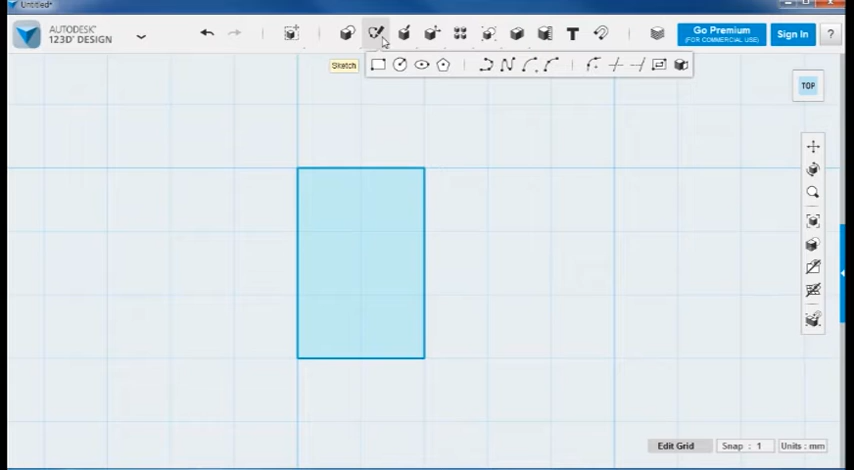 Untitled*
AUTODESK
123D DESIGN
Go Premium
(FOR COMMERCIAL USE)
Sign In
?
T
Sketch
TOP
Edit Grid
Snap : 1
Units : mm